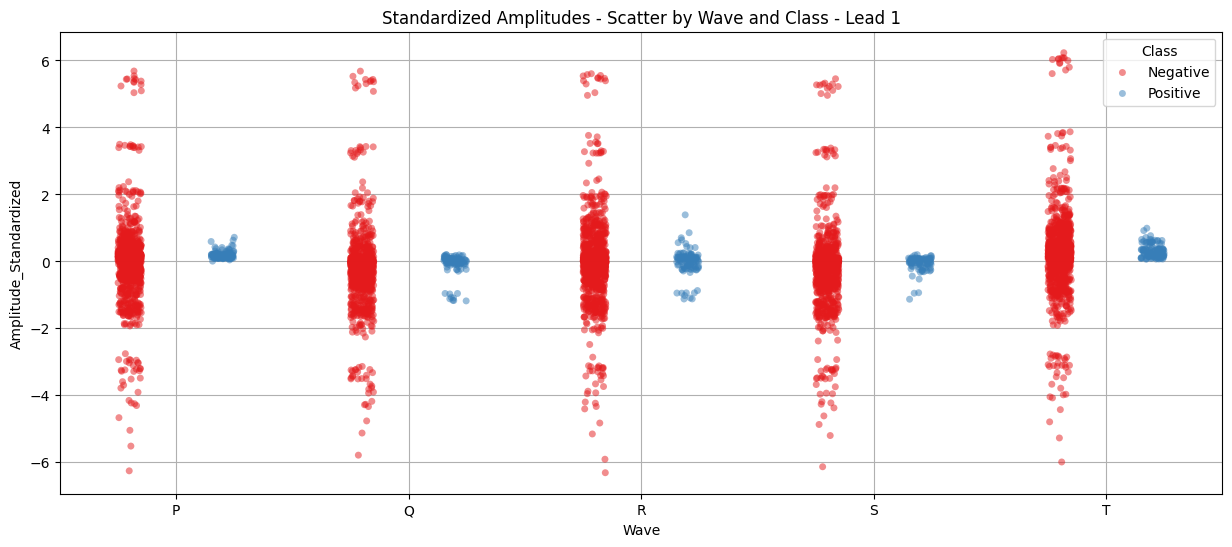 Standardized Amplitudes - Scatter by Wave and Class - Lead 1
Class
Negative
Positive
6
4
2
0
−2
−4
−6
Amplitude_Standardized
P
Q
R
S
T
Wave